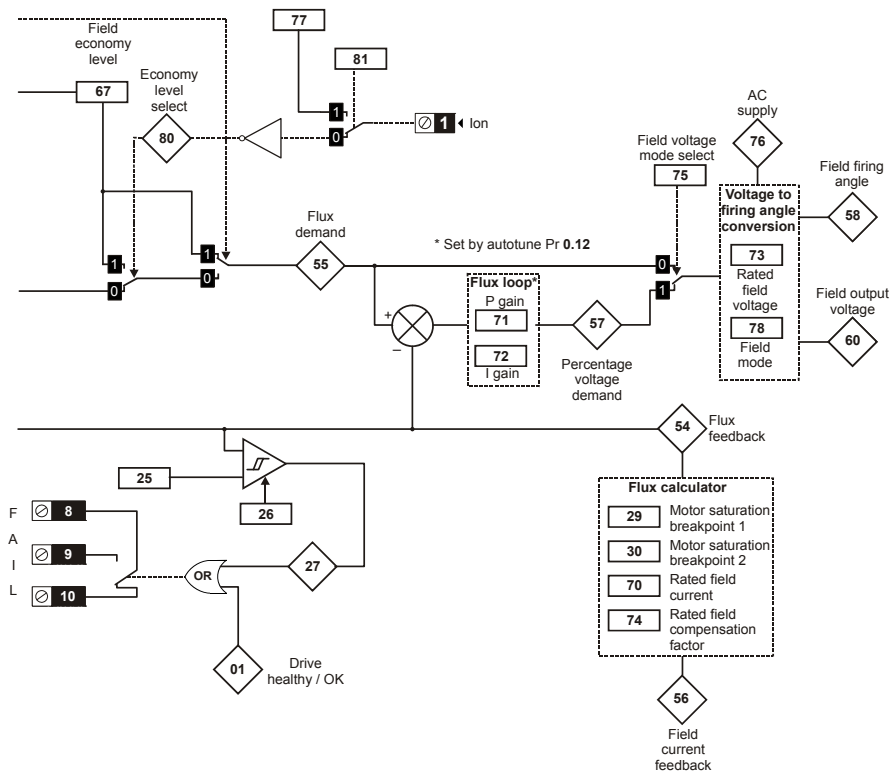 Field
economy
level
67
Economy
level
select
80
77
81
1
0
1
Ion
1
0
1
0
Flux
demand
55
* Set by autotune Pr 0.12
Flux loop*
P gain
71
72
I gain
57
Percentage
voltage
demand
Field voltage
mode select
75
0
1
AC
supply
76
Voltage to
firing angle
conversion
73
Rated
field
voltage
78
Field
mode
Field firing
angle
58
Field output
voltage
60
+
–
54
Flux
feedback
25
26
27
F
A
I
L
8
9
10
OR
01
Drive
healthy / OK
Flux calculator
29
Motor saturation
breakpoint 1
30
Motor saturation
breakpoint 2
70
Rated field
current
74
Rated field
compensation
factor
56
Field
current
feedback